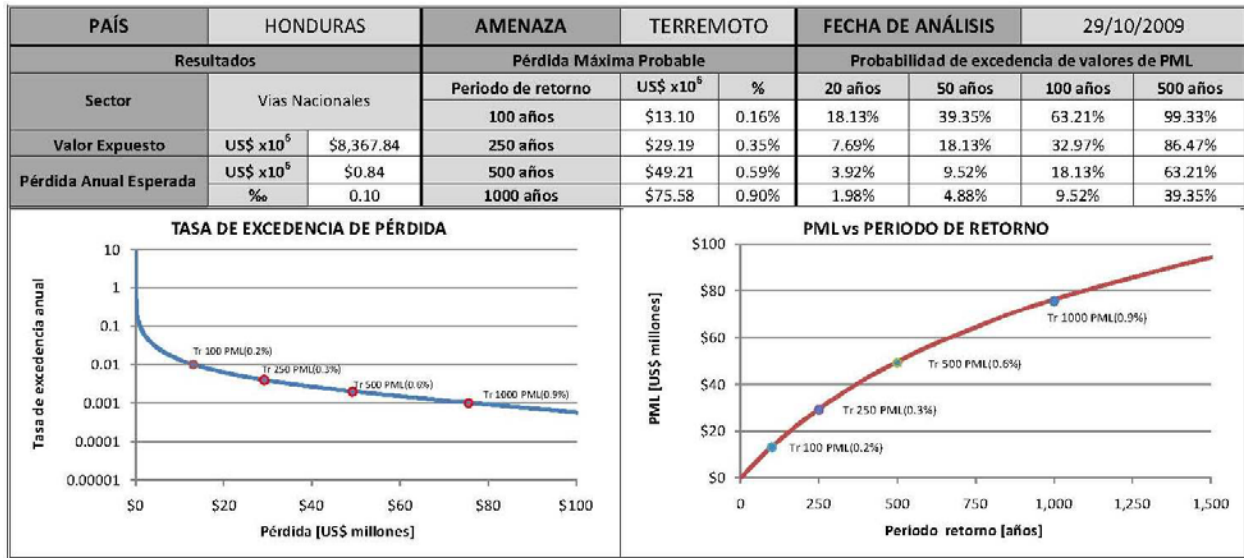 PAÍS HONDURAS AMENAZA TERREMOTO FECHA DE ANÁLISIS 29/10/2009
Resultados Pérdida Máxima Probable Probabilidad de excedencia de valores de PML
Sector Vias Nacionales Periodo de retorno US$ x10⁶ % 20 años 50 años 100 años 500 años
100 años $13.10 0.16% 18.13% 39.35% 63.21% 99.33%
Valor Expuesto US$ x10⁶ $8,367.84 250 años $29.19 0.35% 7.69% 18.13% 32.97% 86.47%
Pérdida Anual Esperada US$ x10⁶ $0.84 500 años $49.21 0.59% 3.92% 9.52% 18.13% 63.21%
‰ 0.10 1000 años $75.58 0.90% 1.98% 4.88% 9.52% 39.35%
TASA DE EXCEDENCIA DE PÉRDIDA
Tasa de excedencia anual
10
1
0.1
0.01
0.001
0.0001
0.00001
Tr 100 PML(0.2%)
Tr 250 PML(0.3%)
Tr 500 PML(0.6%)
Tr 1000 PML(0.9%)
$0 $20 $40 $60 $80 $100
Pérdida [US$ millones]
PML vs PERIODO DE RETORNO
PML [US$ millones]
$100
$80
$60
$40
$20
$0
Tr 1000 PML(0.9%)
Tr 500 PML(0.6%)
Tr 250 PML(0.3%)
Tr 100 PML(0.2%)
0 250 500 750 1,000 1,250 1,500
Periodo retorno [años]